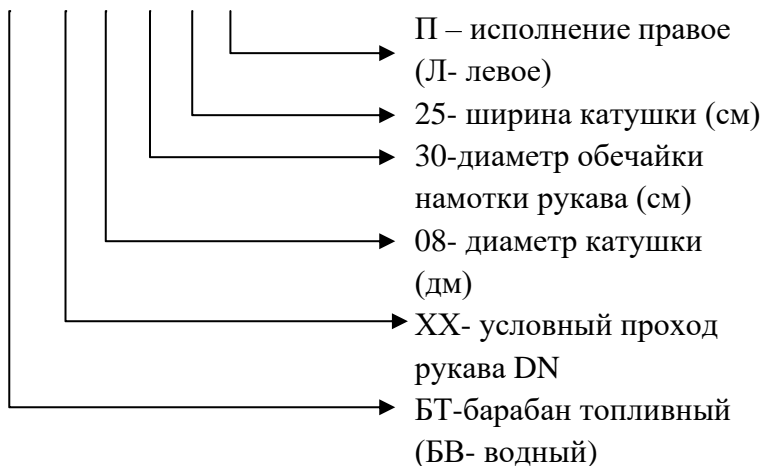 П – исполнение правое
(Л- левое)
25- ширина катушки (см)
30-диаметр обечайки
намотки рукава (см)
08- диаметр катушки
(дм)
ХХ- условный проход
рукава DN
БТ-барабан топливный
(БВ- водный)